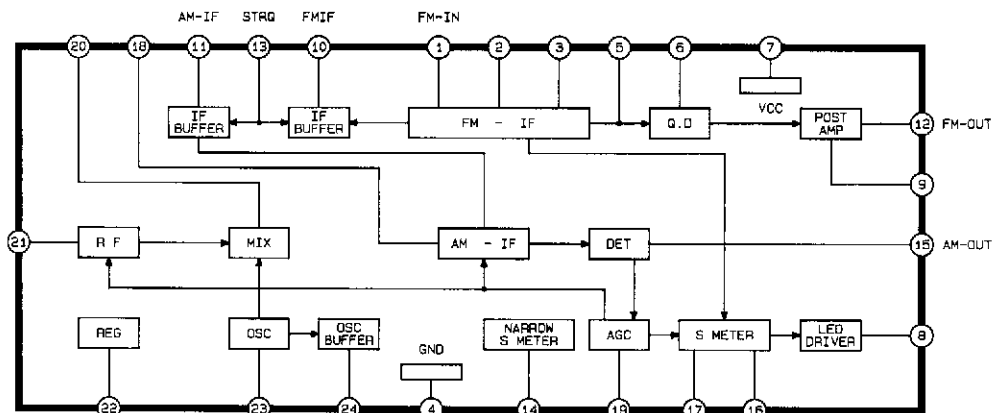 AM-IF STRQ FMIF FM-IN
20 18 11 13 10 1 2 3 5 6 7
VCC
IF BUFFER IF BUFFER FM - IF Q.D POST AMP 12 FM-OUT
9
21 RF MIX AM - IF DET 15 AM-OUT
REG OSC OSC BUFFER GND NARROW S METER AGC S METER LED DRIVER 8
22 23 24 4 14 19 17 16